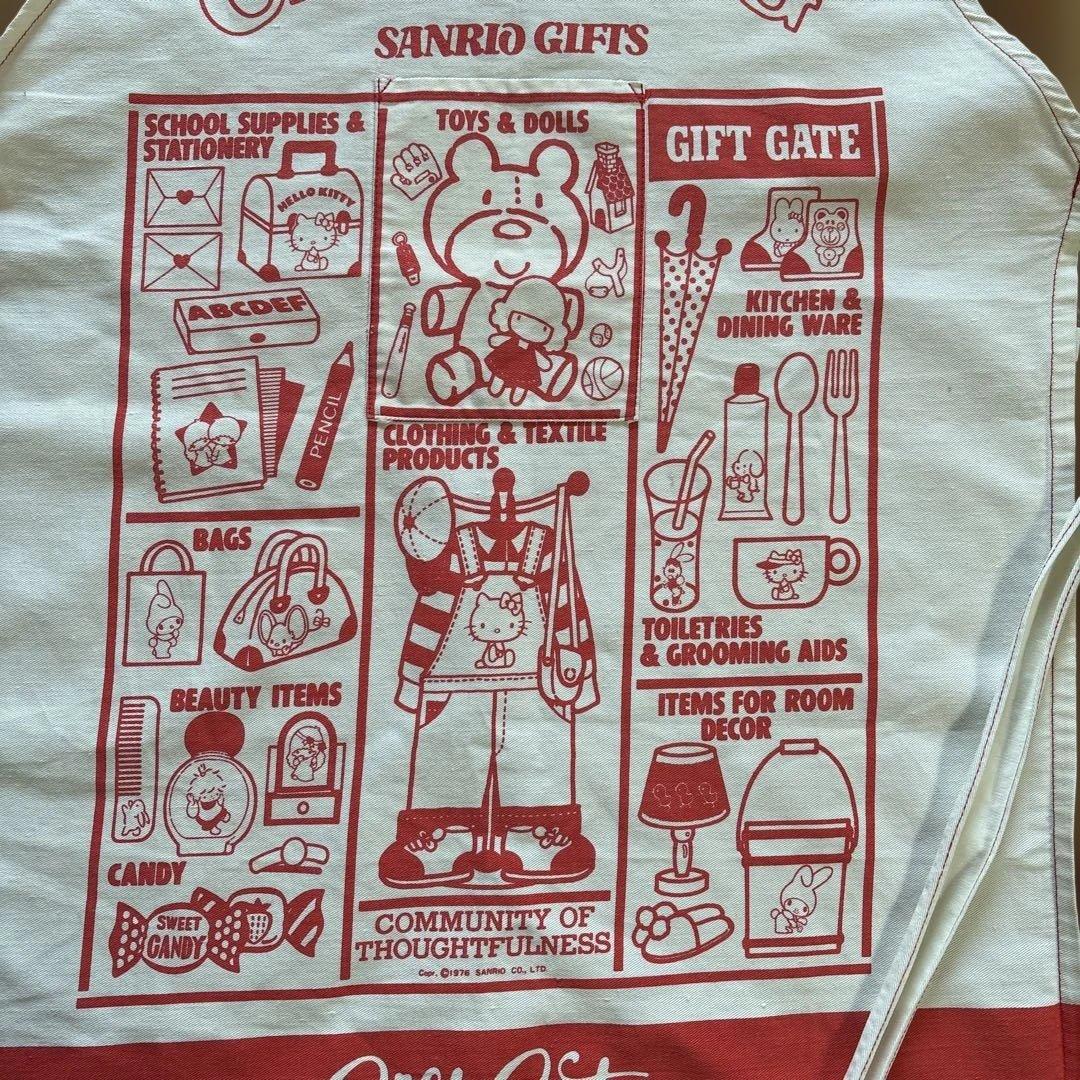 SANRIO GIFTS
SCHOOL SUPPLIES &
STATIONERY
HELLO KITTY
ABCDEF
PENCIL
BAGS
BEAUTY ITEMS
CANDY
SWEET
CANDY
TOYS & DOLLS
CLOTHING & TEXTILE
PRODUCTS
COMMUNITY OF
THOUGHTFULNESS
Copr. ©1976 SANRIO CO., LTD.
GIFT GATE
KITCHEN &
DINING WARE
TOILETRIES
& GROOMING AIDS
ITEMS FOR ROOM
DECOR